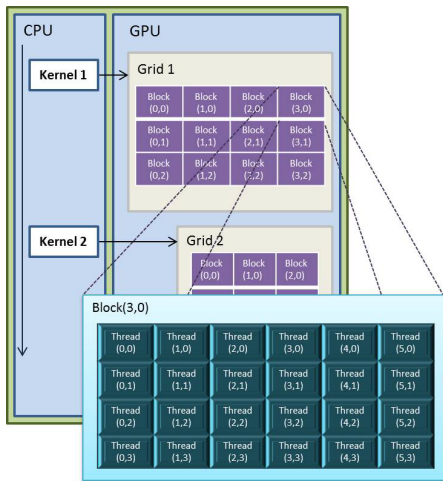 CPU
GPU
Kernel 1
Grid 1
Block Block Block Block
(0,0) (1,0) (2,0) (3,0)
Block Block Block Block
(0,1) (1,1) (2,1) (3,1)
Block Block Block Block
(0,2) (1,2) (2,2) (3,2)
Kernel 2
Grid 2
Block Block Block
(0,0) (1,0) (2,0)
Block(3,0)
Thread Thread Thread Thread Thread Thread
(0,0) (1,0) (2,0) (3,0) (4,0) (5,0)
Thread Thread Thread Thread Thread Thread
(0,1) (1,1) (2,1) (3,1) (4,1) (5,1)
Thread Thread Thread Thread Thread Thread
(0,2) (1,2) (2,2) (3,2) (4,2) (5,2)
Thread Thread Thread Thread Thread Thread
(0,3) (1,3) (2,3) (3,3) (4,3) (5,3)